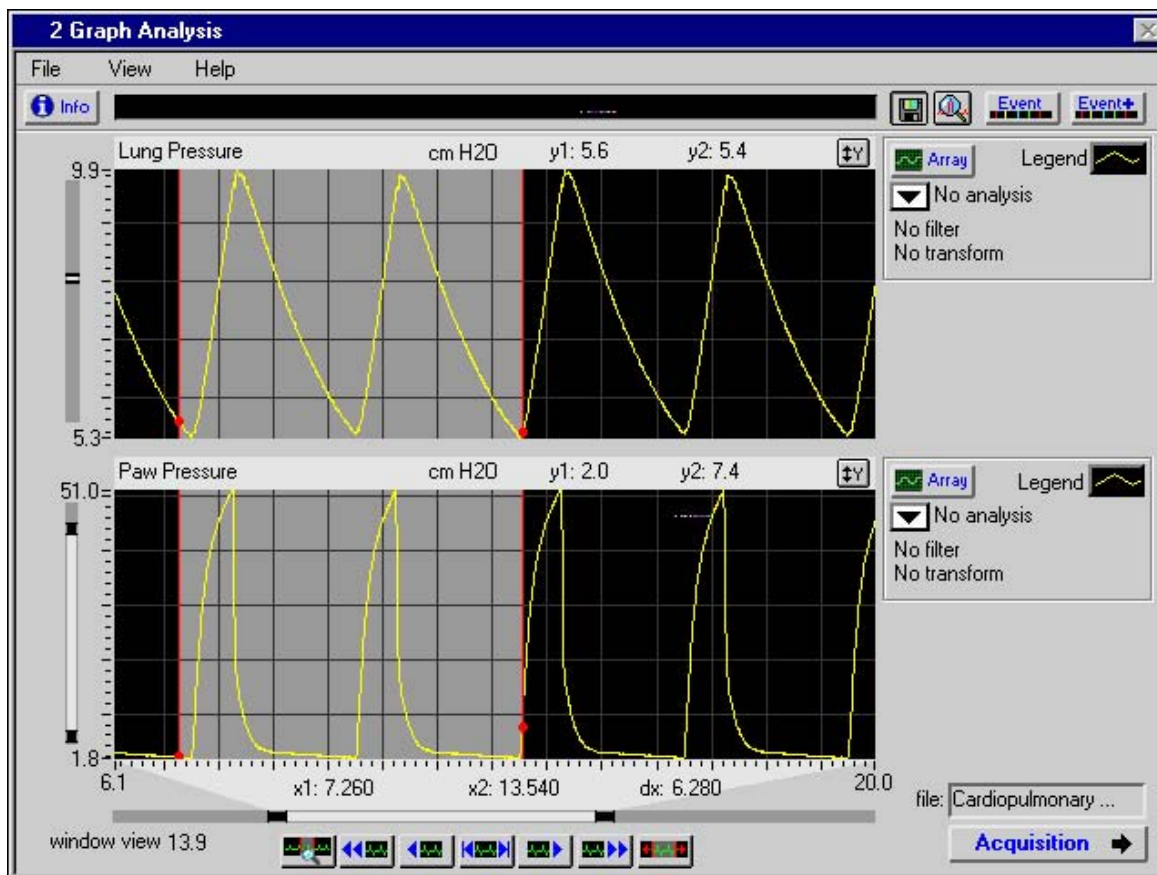 2 Graph Analysis
File View Help
Info Event Event+
Lung Pressure cm H2O y1: 5.6 y2: 5.4 Y
9.9
5.3
Array Legend
No analysis
No filter
No transform
Paw Pressure cm H2O y1: 2.0 y2: 7.4 Y
51.0
1.8
Array Legend
No analysis
No filter
No transform
6.1 x1: 7.260 x2: 13.540 dx: 6.280 20.0
file: Cardiopulmonary ...
window view 13.9
Acquisition